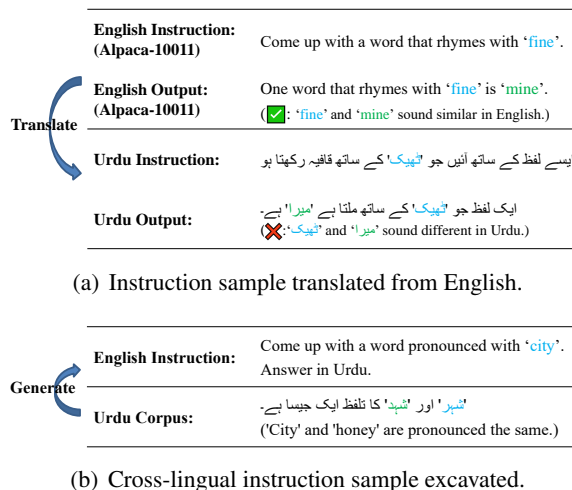 English Instruction:
(Alpaca-10011)
Come up with a word that rhymes with ‘fine’.
English Output:
(Alpaca-10011)
One word that rhymes with ‘fine’ is ‘mine’.
(✅: ‘fine’ and ‘mine’ sound similar in English.)
Translate
Urdu Instruction:
ایسے لفظ کے ساتھ آئیں جو 'ٹھیک' کے ساتھ قافیہ رکھتا ہو
Urdu Output:
ایک لفظ جو 'ٹھیک' کے ساتھ ملتا ہے 'میرا' ہے۔
(❌:‘ٹھیک’ and ‘میرا’ sound different in Urdu.)
(a) Instruction sample translated from English.
English Instruction:
Come up with a word pronounced with ‘city’.
Answer in Urdu.
Generate
Urdu Corpus:
'شہر' اور 'شہد' کا تلفظ ایک جیسا ہے۔
('City' and 'honey' are pronounced the same.)
(b) Cross-lingual instruction sample excavated.